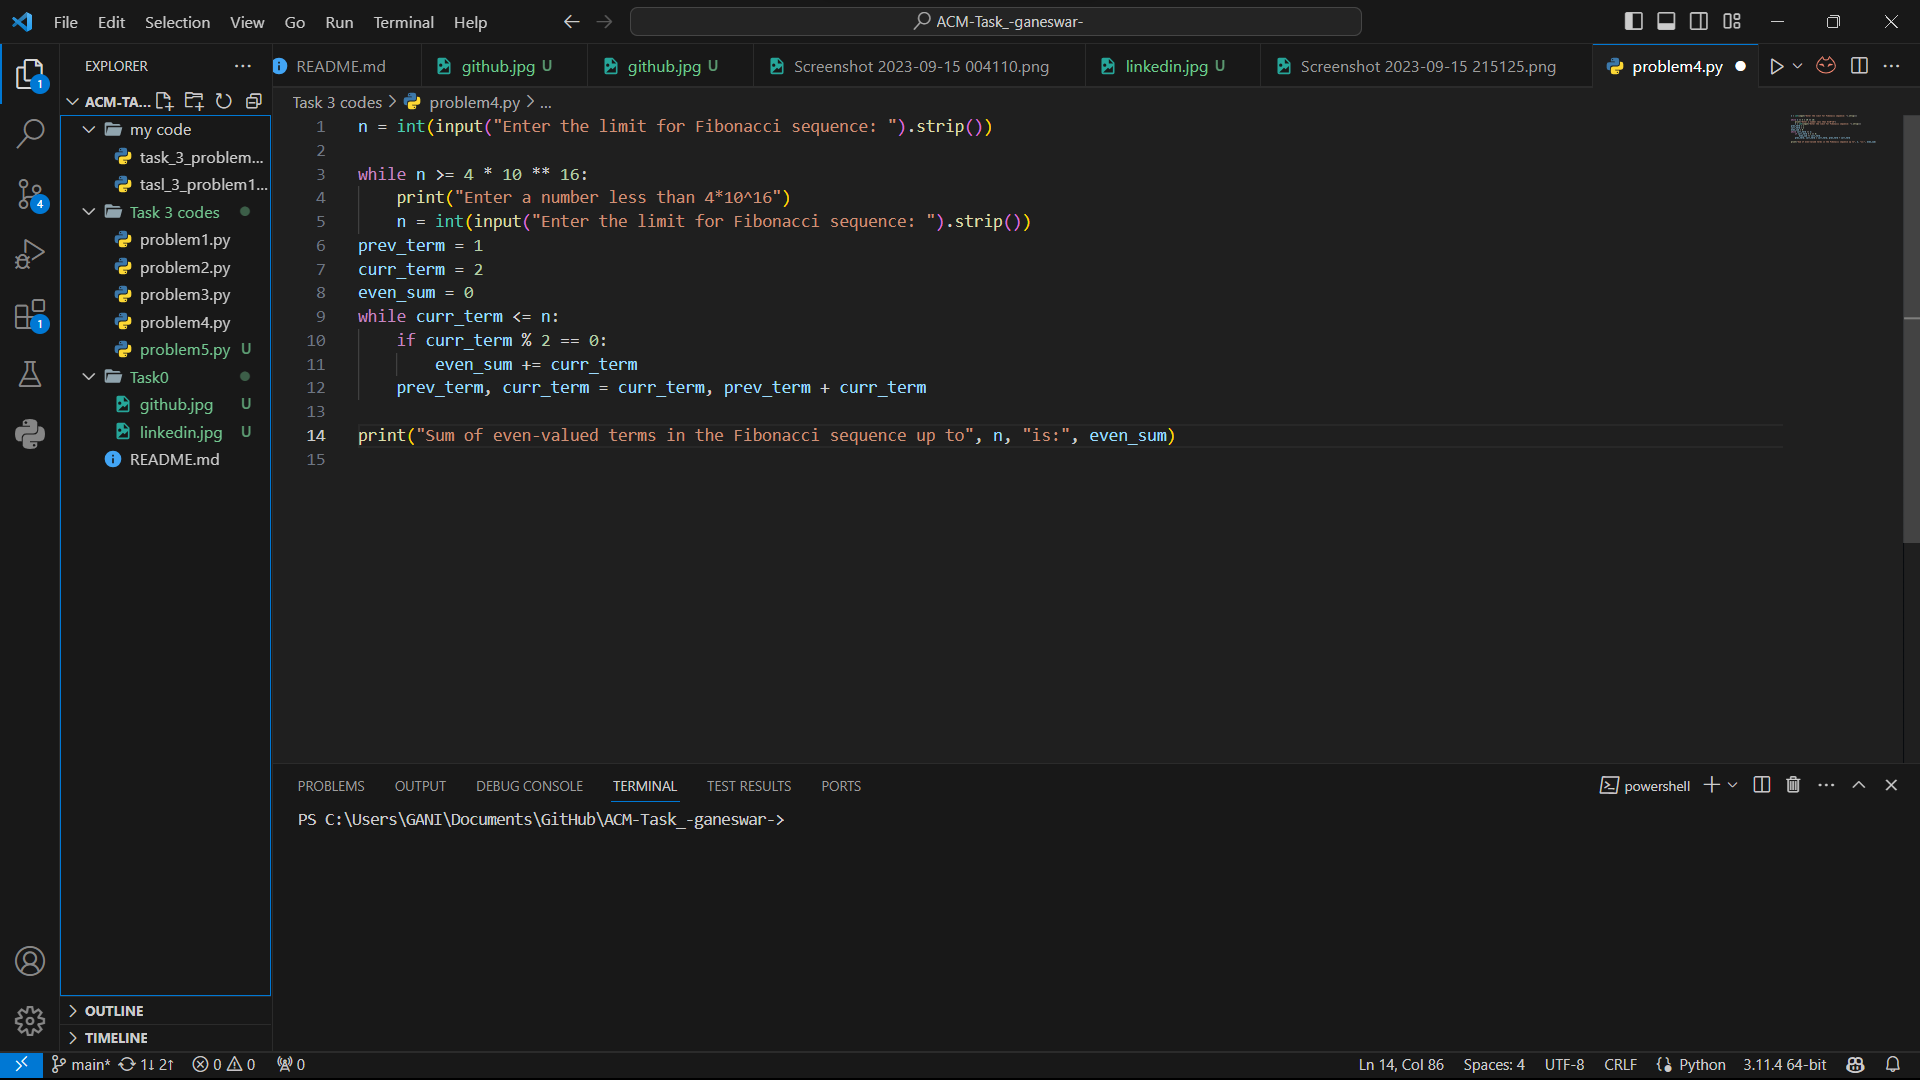 File Edit Selection View Go Run Terminal Help ACM-Task_-ganeswar-
EXPLORER
README.md github.jpg U github.jpg U Screenshot 2023-09-15 004110.png linkedin.jpg U Screenshot 2023-09-15 215125.png problem4.py
1
ACM-TA...
my code
task_3_problem...
tasl_3_problem1...
Task 3 codes
problem1.py
problem2.py
problem3.py
problem4.py
problem5.py U
Task0
github.jpg U
linkedin.jpg U
README.md
4
1
OUTLINE
TIMELINE
Task 3 codes > problem4.py > ...
1 n = int(input("Enter the limit for Fibonacci sequence: ").strip())
2
3 while n >= 4 * 10 ** 16:
4 print("Enter a number less than 4*10^16")
5 n = int(input("Enter the limit for Fibonacci sequence: ").strip())
6 prev_term = 1
7 curr_term = 2
8 even_sum = 0
9 while curr_term <= n:
10 if curr_term % 2 == 0:
11 even_sum += curr_term
12 prev_term, curr_term = curr_term, prev_term + curr_term
13
14 print("Sum of even-valued terms in the Fibonacci sequence up to", n, "is:", even_sum)
15
PROBLEMS OUTPUT DEBUG CONSOLE TERMINAL TEST RESULTS PORTS powershell
PS C:\Users\GANI\Documents\GitHub\ACM-Task_-ganeswar->
main* 1↓ 2↑ 0 0 0 Ln 14, Col 86 Spaces: 4 UTF-8 CRLF Python 3.11.4 64-bit